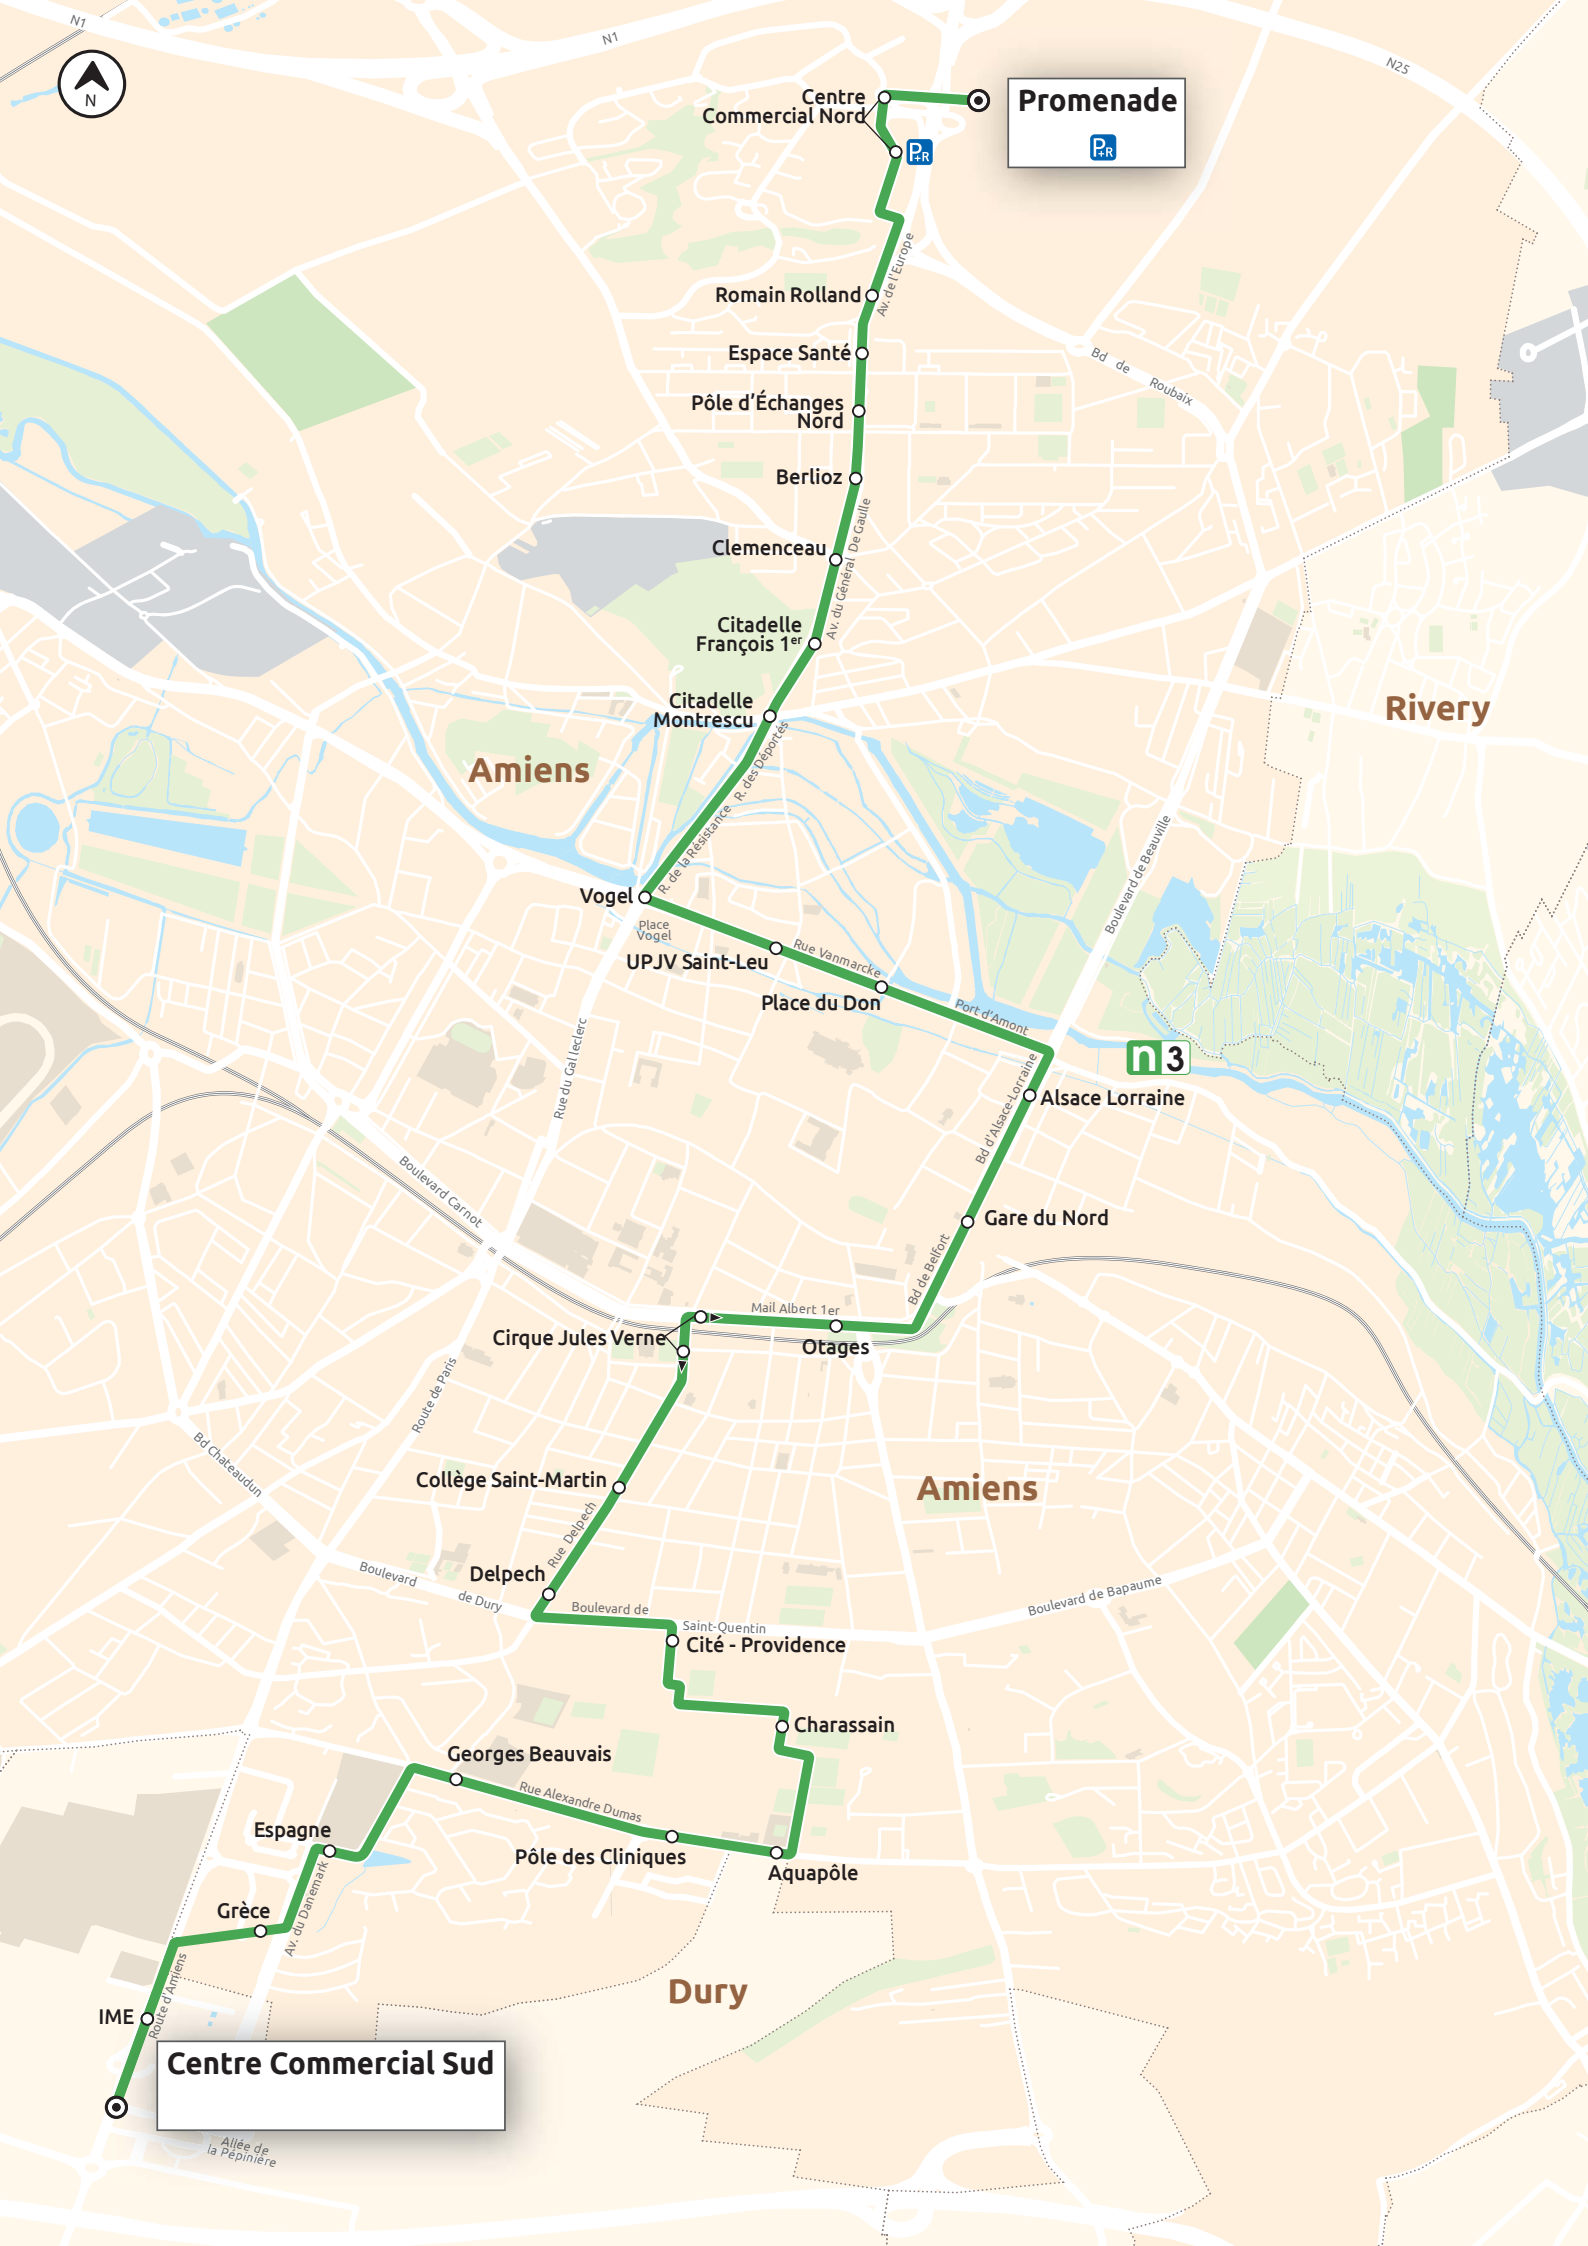 N1
N1
N25
N
Centre
Commercial Nord
P+R
Promenade
P+R
Av. de l'Europe
Romain Rolland
Espace Santé
Bd de Roubaix
Pôle d’Échanges
Nord
Berlioz
Av. du Général De Gaulle
Clemenceau
Citadelle
François 1er
Citadelle
Montrescu
Rivery
R. des Déportés
Amiens
R. de la Résistance
Boulevard de Beauville
Vogel
Place
Vogel
UPJV Saint-Leu
Rue Vanmarcke
Place du Don
Port d'Amont
n3
Rue du Gal leclerc
Bd d'Alsace-Lorraine
Alsace Lorraine
Boulevard Carnot
Gare du Nord
Bd de Belfort
Mail Albert 1er
Cirque Jules Verne
Otages
Route de Paris
Bd Chateaudun
Collège Saint-Martin
Amiens
Rue Delpech
Delpech
Boulevard de Dury
Boulevard de Saint-Quentin
Boulevard de Bapaume
Cité - Providence
Charassain
Georges Beauvais
Rue Alexandre Dumas
Espagne
Pôle des Cliniques
Aquapôle
Grèce
Av. du Danemark
Route d'Amiens
Dury
IME
Centre Commercial Sud
Allée de
la Pépinière